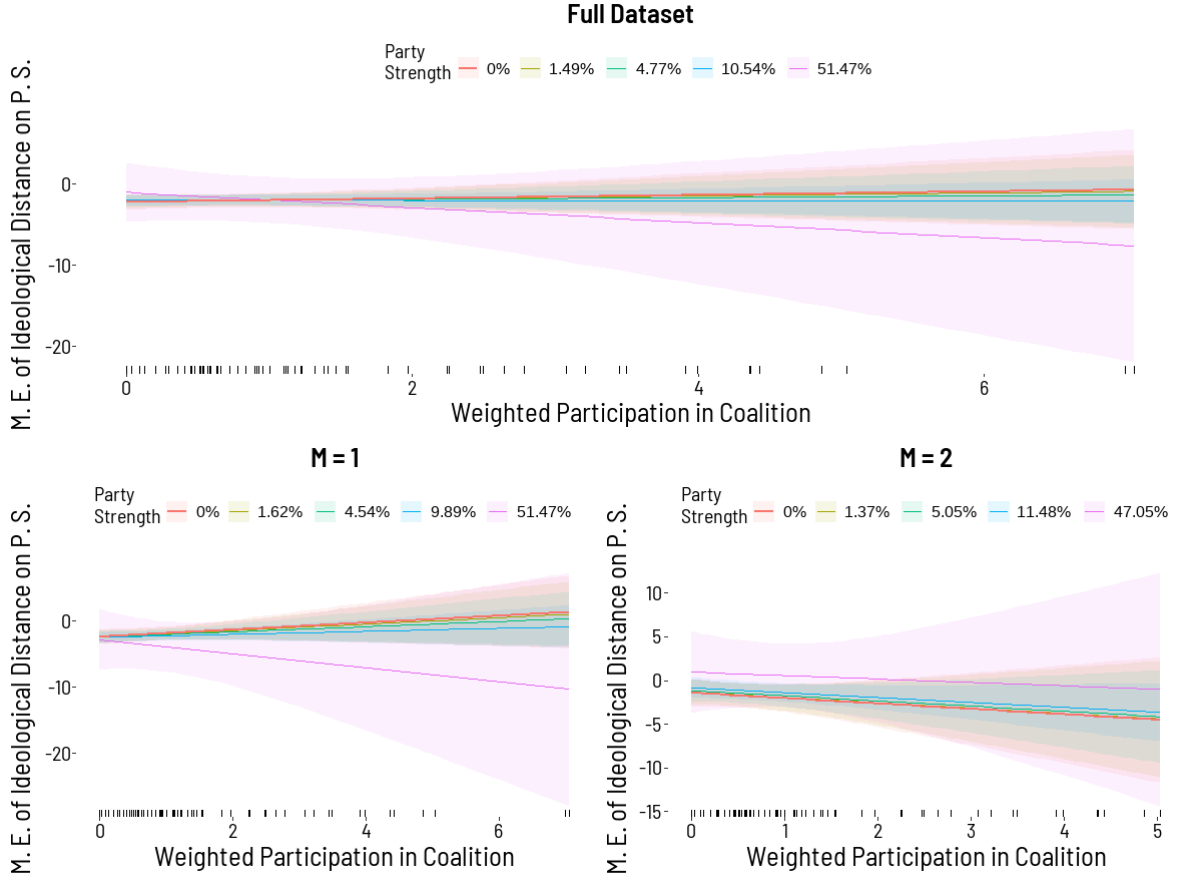 Full Dataset
Party
Strength 0% 1.49% 4.77% 10.54% 51.47%
M. E. of Ideological Distance on P. S.
0
-10
-20
0 2 4 6
Weighted Participation in Coalition
M = 1
Party
Strength 0% 1.62% 4.54% 9.89% 51.47%
M. E. of Ideological Distance on P. S.
0
-10
-20
0 2 4 6
Weighted Participation in Coalition
M = 2
Party
Strength 0% 1.37% 5.05% 11.48% 47.05%
M. E. of Ideological Distance on P. S.
10
5
0
-5
-10
-15
0 1 2 3 4 5
Weighted Participation in Coalition